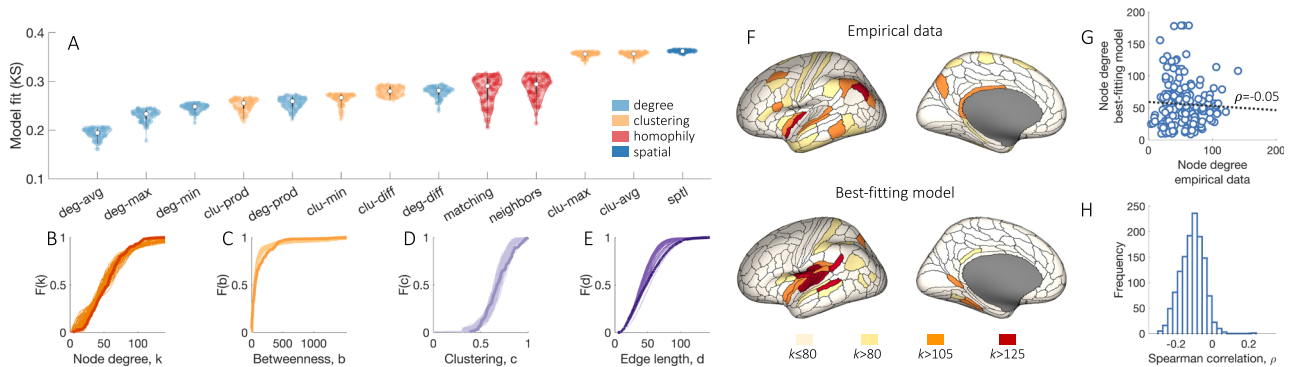 A
Model fit (KS)
0.4
0.3
0.2
0.1
degree
clustering
homophily
spatial
deg-avg
deg-max
deg-min
clu-prod
deg-prod
clu-min
clu-diff
deg-diff
matching
neighbors
clu-max
clu-avg
sptl
B
F(k)
1
0.5
0
0 50 100
Node degree, k
C
F(b)
1
0.5
0
0 500 1000
Betweenness, b
D
F(c)
1
0.5
0
0 0.5 1
Clustering, c
E
F(d)
1
0.5
0
0 50 100
Edge length, d
F
Empirical data
Best-fitting model
k≤80
k>80
k>105
k>125
G
Node degree
best-fitting model
200
150
100
50
0
ρ=-0.05
0 50 100 150 200
Node degree
empirical data
H
Frequency
250
200
150
100
50
0
-0.2 0 0.2
Spearman correlation, ρ